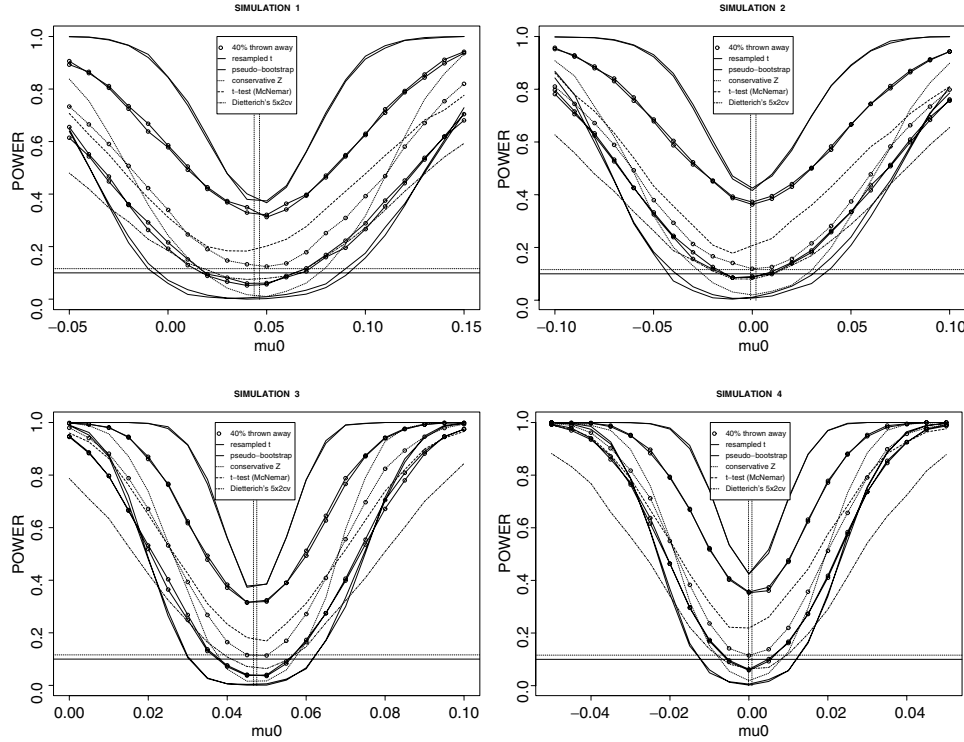 SIMULATION 1
POWER
1.0
0.8
0.6
0.4
0.2
0.0
40% thrown away
resampled t
pseudo-bootstrap
conservative Z
t-test (McNemar)
Dietterich's 5x2cv
−0.05 0.00 0.05 0.10 0.15
mu0
SIMULATION 2
POWER
1.0
0.8
0.6
0.4
0.2
0.0
40% thrown away
resampled t
pseudo-bootstrap
conservative Z
t-test (McNemar)
Dietterich's 5x2cv
−0.10 −0.05 0.00 0.05 0.10
mu0
SIMULATION 3
POWER
1.0
0.8
0.6
0.4
0.2
0.0
40% thrown away
resampled t
pseudo-bootstrap
conservative Z
t-test (McNemar)
Dietterich's 5x2cv
0.00 0.02 0.04 0.06 0.08 0.10
mu0
SIMULATION 4
POWER
1.0
0.8
0.6
0.4
0.2
0.0
40% thrown away
resampled t
pseudo-bootstrap
conservative Z
t-test (McNemar)
Dietterich's 5x2cv
−0.04 −0.02 0.00 0.02 0.04
mu0